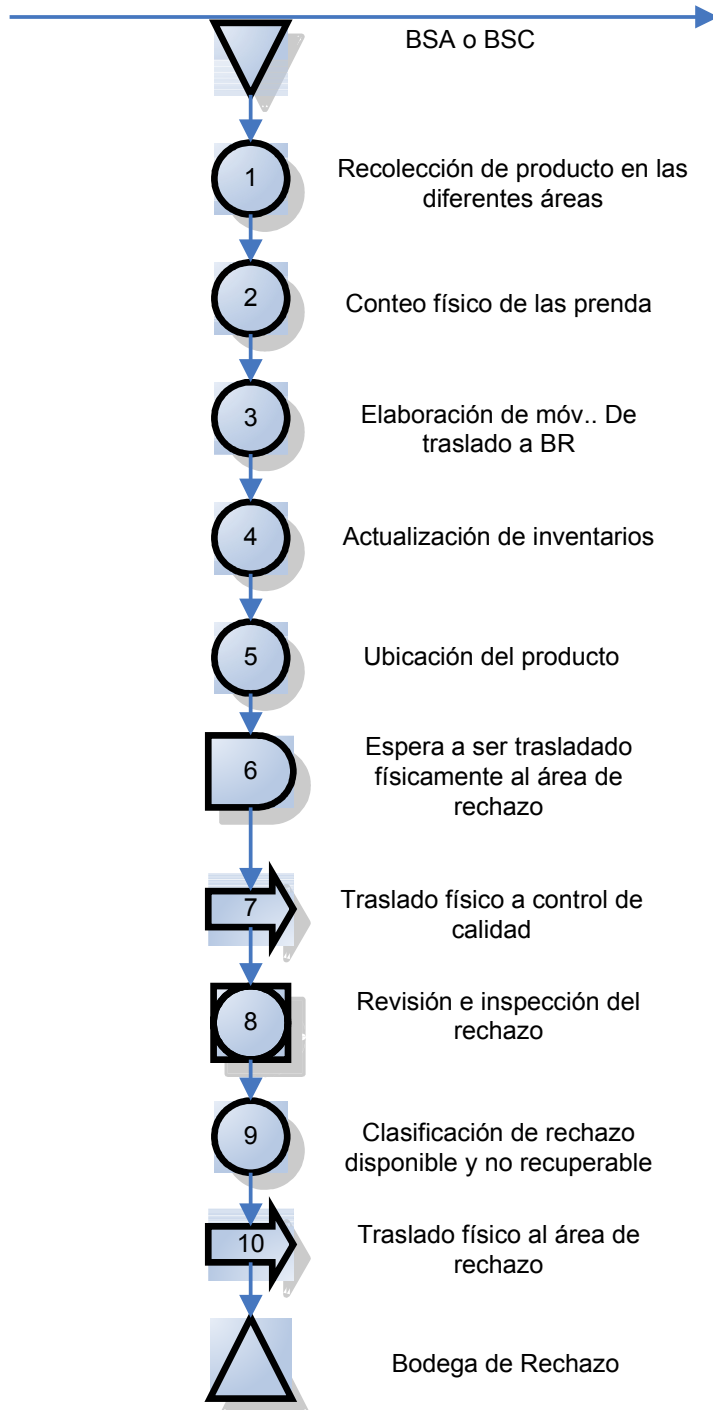 BSA o BSC
1
Recolección de producto en las
diferentes áreas
2
Conteo físico de las prenda
3
Elaboración de móv.. De
traslado a BR
4
Actualización de inventarios
5
Ubicación del producto
6
Espera a ser trasladado
físicamente al área de
rechazo
7
Traslado físico a control de
calidad
8
Revisión e inspección del
rechazo
9
Clasificación de rechazo
disponible y no recuperable
10
Traslado físico al área de
rechazo
Bodega de Rechazo